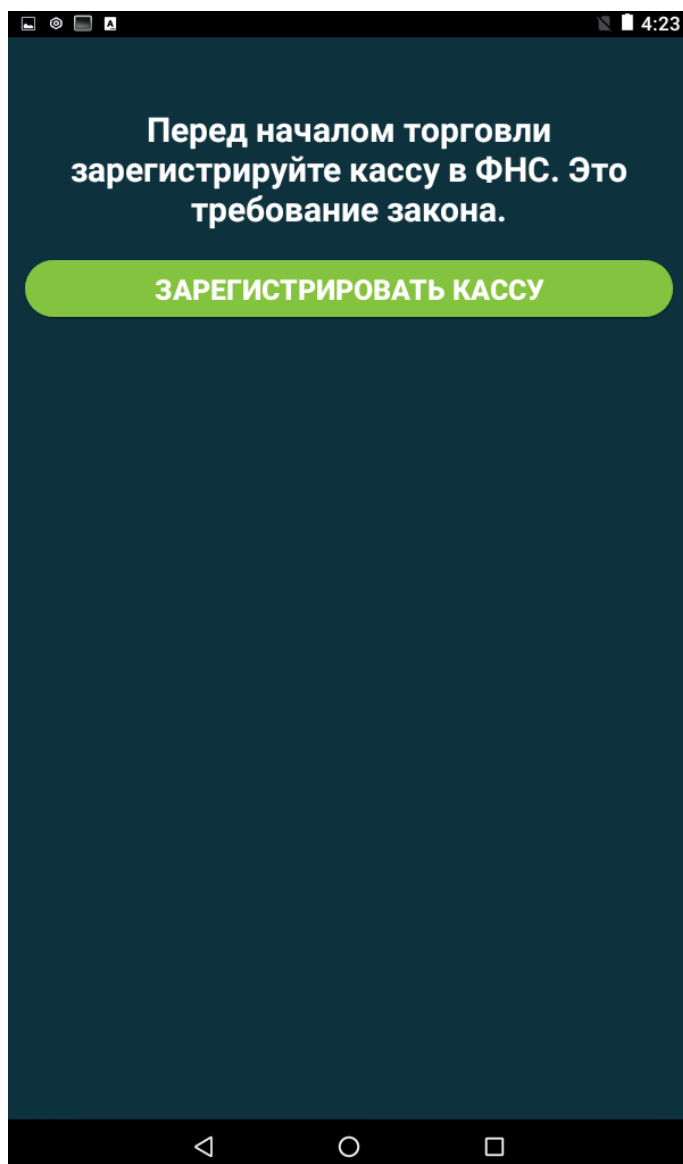 4:23
Перед началом торговли
зарегистрируйте кассу в ФНС. Это
требование закона.
ЗАРЕГИСТРИРОВАТЬ КАССУ